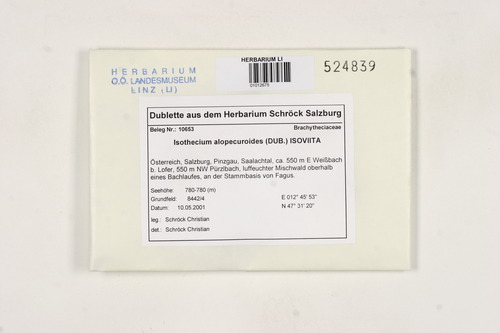 HERBARIUM
O.Ö. LANDESMUSEUM
LINZ (LI)
HERBARIUM LI
01012675
524839
Dublette aus dem Herbarium Schröck Salzburg
Beleg Nr.: 10653 Brachytheciaceae
Isothecium alopecuroides (DUB.) ISOVIITA
Österreich, Salzburg, Pinzgau, Saalachtal, ca. 550 m E Weißbach
b. Lofer, 550 m NW Pürzlbach, luffeuchter Mischwald oberhalb
eines Bachlaufes, an der Stammbasis von Fagus.
Seehöhe: 780-780 (m) E 012° 45' 53"
Grundfeld: 8442/4
Datum: 10.05.2001 N 47° 31' 20"
leg.: Schröck Christian
det.: Schröck Christian